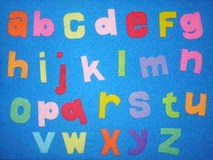 abcdefg
hijklmn
opqrstu
vwxyz